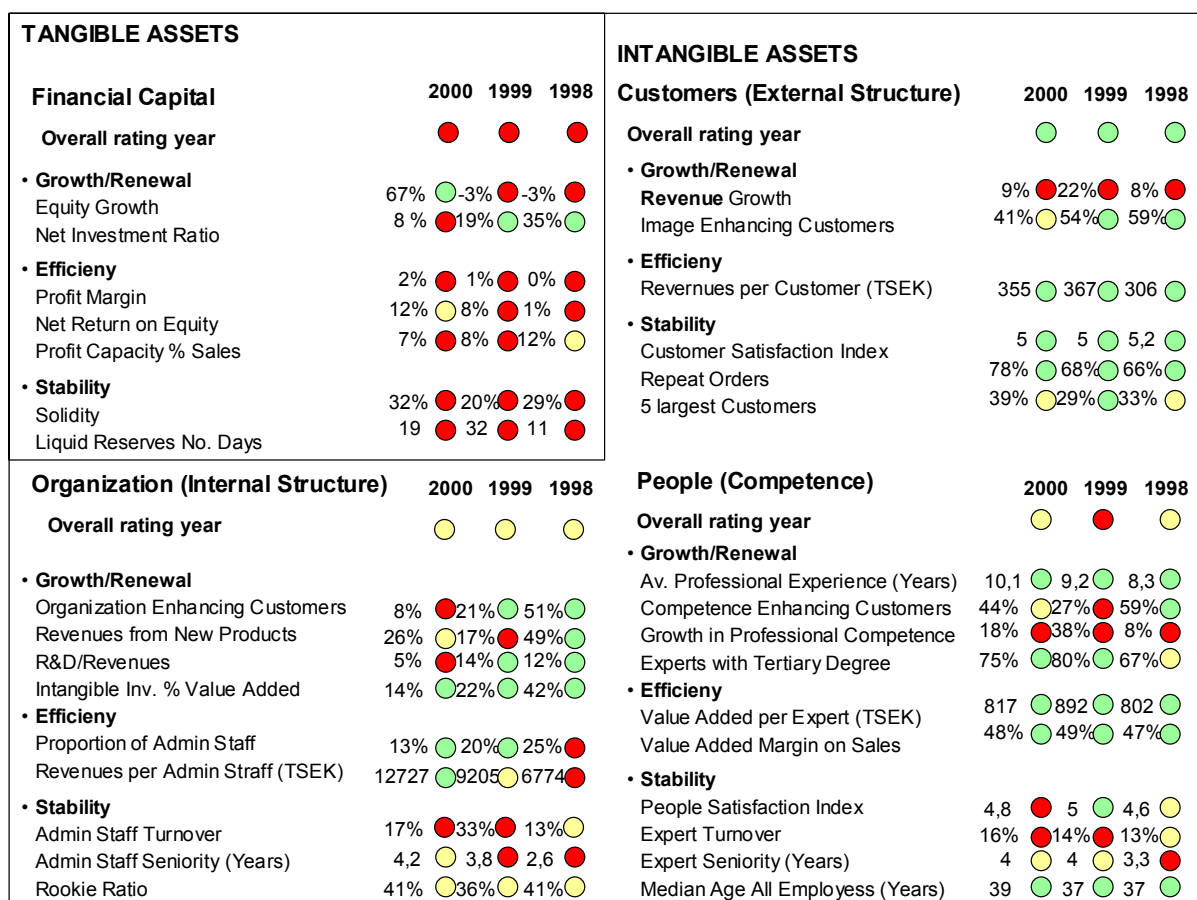 TANGIBLE ASSETS
Financial Capital 2000 1999 1998
Overall rating year
• Growth/Renewal
Equity Growth 67% -3% -3%
Net Investment Ratio 8 % 19% 35%
• Efficieny
Profit Margin 2% 1% 0%
Net Return on Equity 12% 8% 1%
Profit Capacity % Sales 7% 8% 12%
• Stability
Solidity 32% 20% 29%
Liquid Reserves No. Days 19 32 11
INTANGIBLE ASSETS
Customers (External Structure) 2000 1999 1998
Overall rating year
• Growth/Renewal
Revenue Growth 9% 22% 8%
Image Enhancing Customers 41% 54% 59%
• Efficieny
Revernues per Customer (TSEK) 355 367 306
• Stability
Customer Satisfaction Index 5 5 5,2
Repeat Orders 78% 68% 66%
5 largest Customers 39% 29% 33%
Organization (Internal Structure) 2000 1999 1998
Overall rating year
• Growth/Renewal
Organization Enhancing Customers 8% 21% 51%
Revenues from New Products 26% 17% 49%
R&D/Revenues 5% 14% 12%
Intangible Inv. % Value Added 14% 22% 42%
• Efficieny
Proportion of Admin Staff 13% 20% 25%
Revenues per Admin Straff (TSEK) 12727 9205 6774
• Stability
Admin Staff Turnover 17% 33% 13%
Admin Staff Seniority (Years) 4,2 3,8 2,6
Rookie Ratio 41% 36% 41%
People (Competence) 2000 1999 1998
Overall rating year
• Growth/Renewal
Av. Professional Experience (Years) 10,1 9,2 8,3
Competence Enhancing Customers 44% 27% 59%
Growth in Professional Competence 18% 38% 8%
Experts with Tertiary Degree 75% 80% 67%
• Efficieny
Value Added per Expert (TSEK) 817 892 802
Value Added Margin on Sales 48% 49% 47%
• Stability
People Satisfaction Index 4,8 5 4,6
Expert Turnover 16% 14% 13%
Expert Seniority (Years) 4 4 3,3
Median Age All Employess (Years) 39 37 37